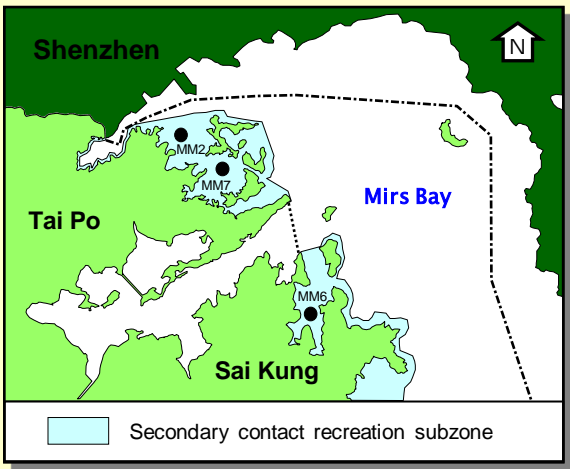 Shenzhen
N
MM2
MM7
Mirs Bay
Tai Po
MM6
Sai Kung
Secondary contact recreation subzone